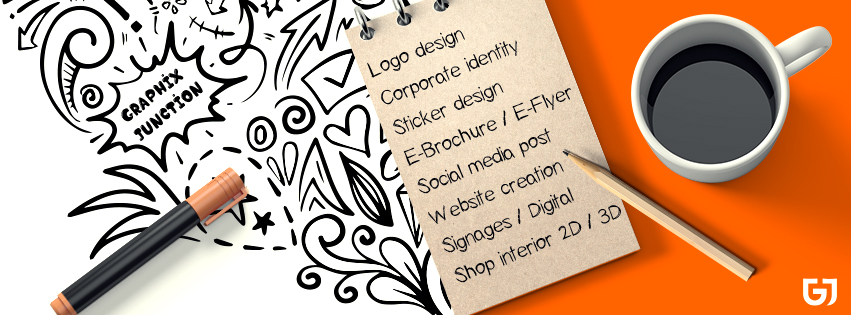 GRAPHIX
JUNCTION
Logo design
Corporate identity
Sticker design
E-Brochure / E-Flyer
Social media post
Website creation
Signages / Digital
Shop interior 2D / 3D
GJ